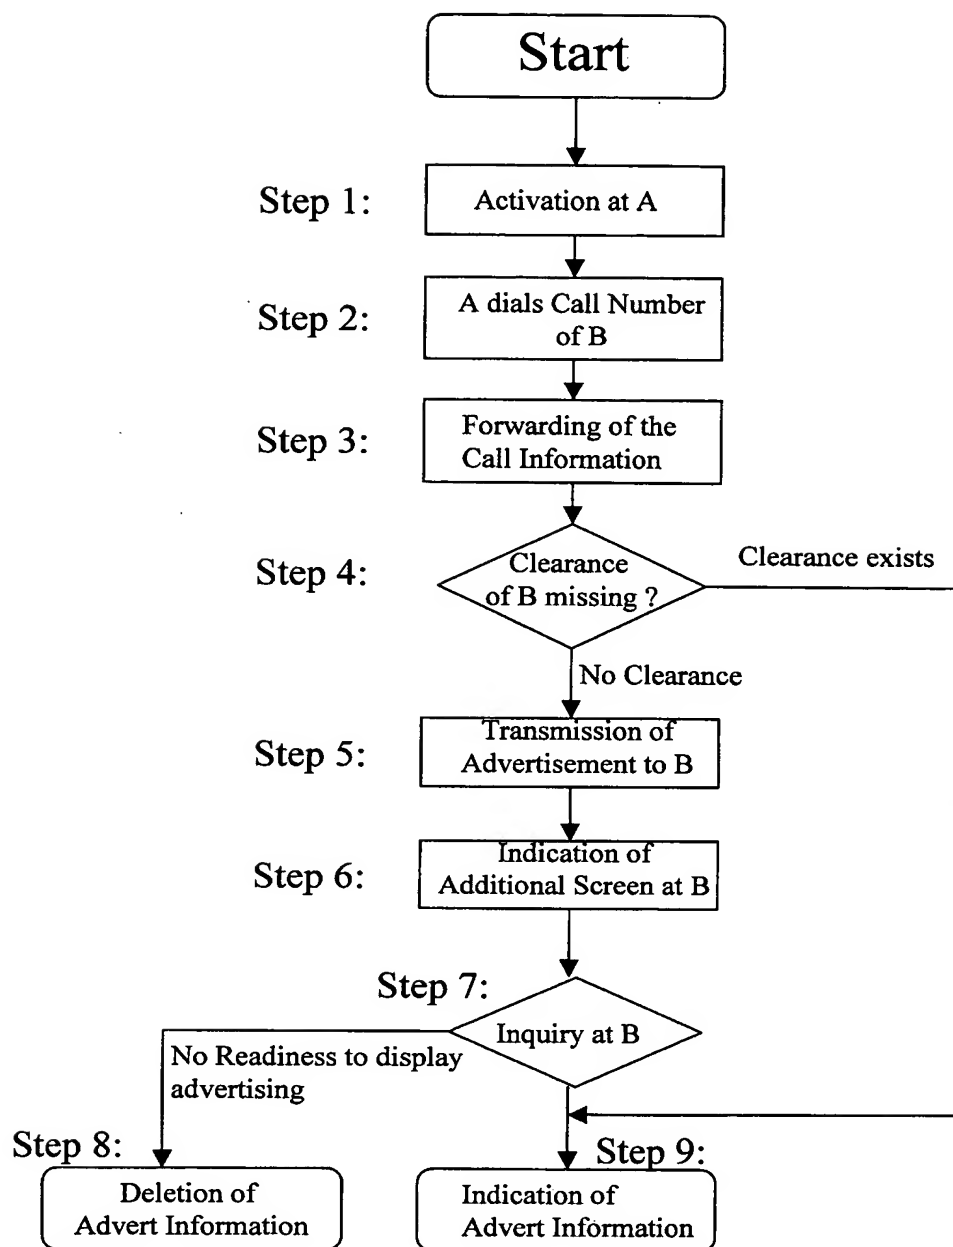 Start
Step 1:
Activation at A
Step 2:
A dials Call Number
of B
Step 3:
Forwarding of the
Call Information
Step 4:
Clearance
of B missing ?
Clearance exists
No Clearance
Step 5:
Transmission of
Advertisement to B
Step 6:
Indication of
Additional Screen at B
Step 7:
Inquiry at B
No Readiness to display
advertising
Step 8:
Deletion of
Advert Information
Step 9:
Indication of
Advert Information